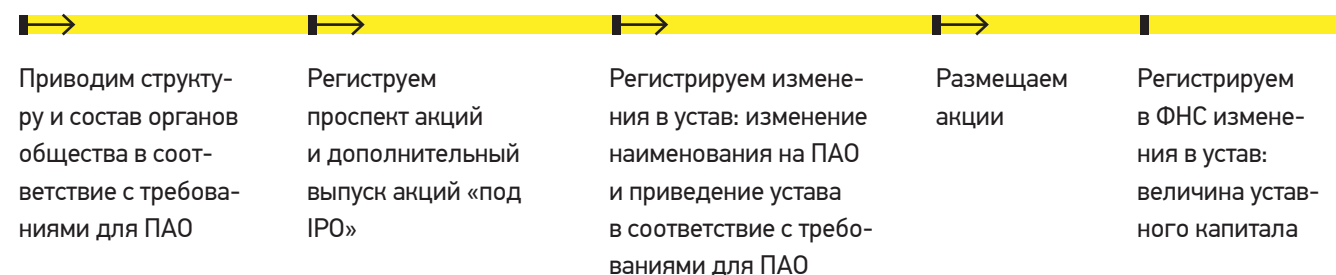 Приводим структу-
ру и состав органов
общества в соот-
ветствие с требова-
ниями для ПАО
Региструем
проспект акций
и дополнительный
выпуск акций «под
IPO»
Регистрируем измене-
ния в устав: изменение
наименования на ПАО
и приведение устава
в соответствие с требо-
ваниями для ПАО
Размещаем
акции
Регистрируем
в ФНС измене-
ния в устав:
величина устав-
ного капитала